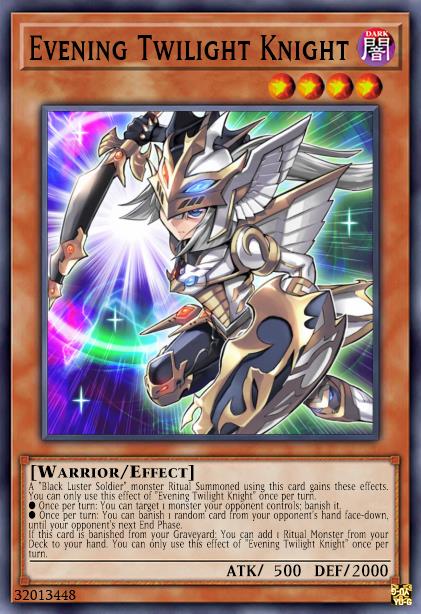 Evening Twilight Knight
DARK
闇
[Warrior/Effect]
A "Black Luster Soldier" monster Ritual Summoned using this card gains these effects.
You can only use this effect of "Evening Twilight Knight" once per turn.
● Once per turn: You can target 1 monster your opponent controls; banish it.
● Once per turn: You can banish 1 random card from your opponent's hand face-down,
until your opponent's next End Phase.
If this card is banished from your Graveyard: You can add 1 Ritual Monster from your
Deck to your hand. You can only use this effect of "Evening Twilight Knight" once per
turn.
ATK/ 500 DEF/2000
32013448